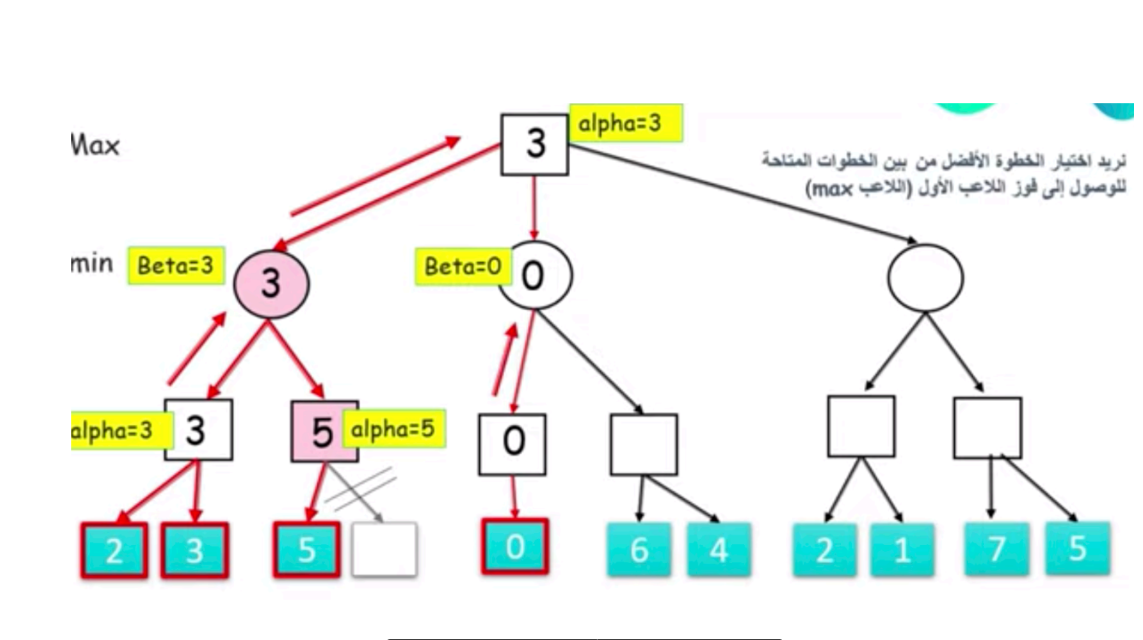 Max
3
alpha=3
نريد اختيار الخطوة الأفضل من بين الخطوات المتاحة
للوصول إلى فوز اللاعب الأول (اللاعب max)
min
Beta=3
3
Beta=0
0
alpha=3
3
5
alpha=5
0
2
3
5
0
6
4
2
1
7
5